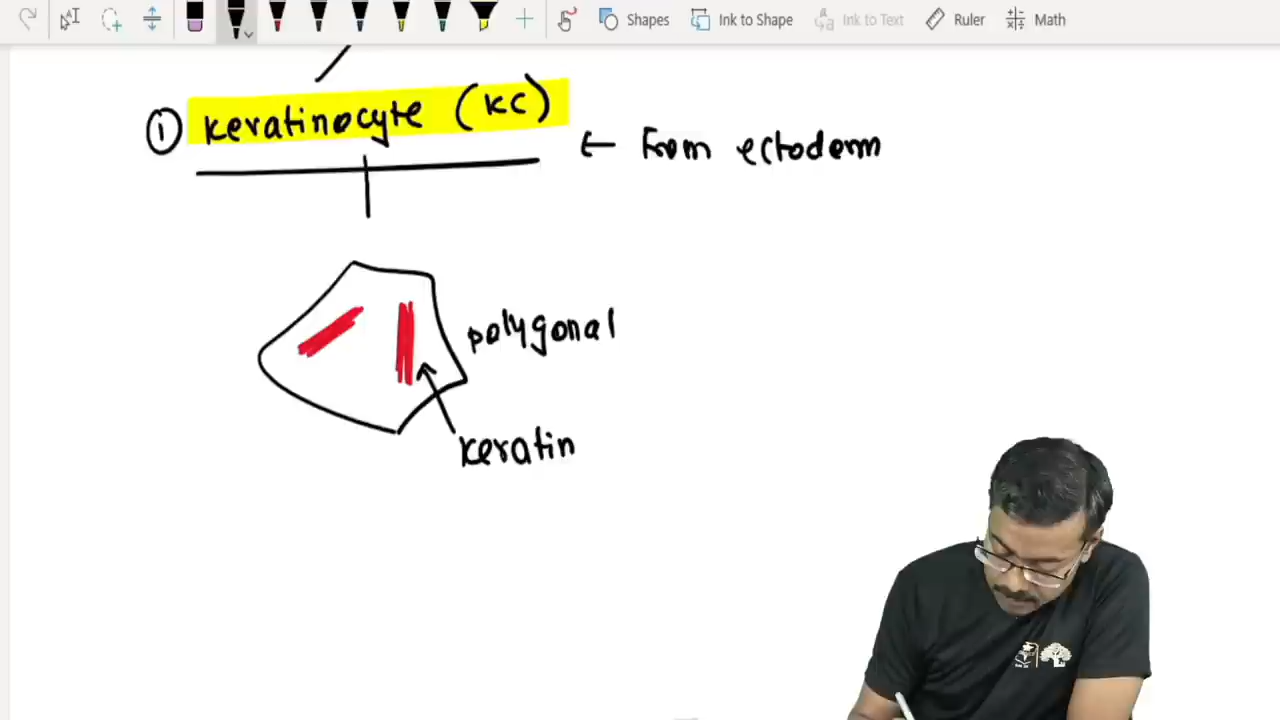 Shapes
Ink to Shape
Ink to Text
Ruler
Math
① keratinocyte (KC)
← From ectoderm
polygonal
keratin